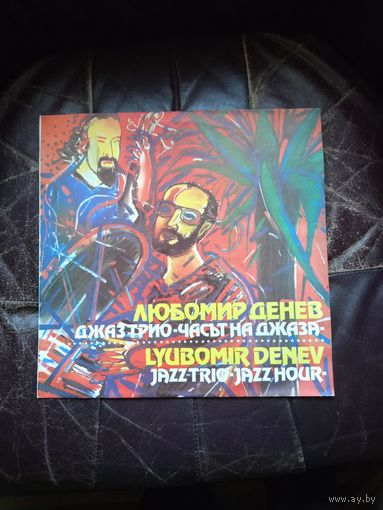 ЛЮБОМИР ДЕНЕВ
ДЖАЗ ТРИО·ЧАСЪТ НА ДЖАЗА·
LYUBOMIR DENEV
JAZZ-TRIO·JAZZ HOUR·
www.ay.by